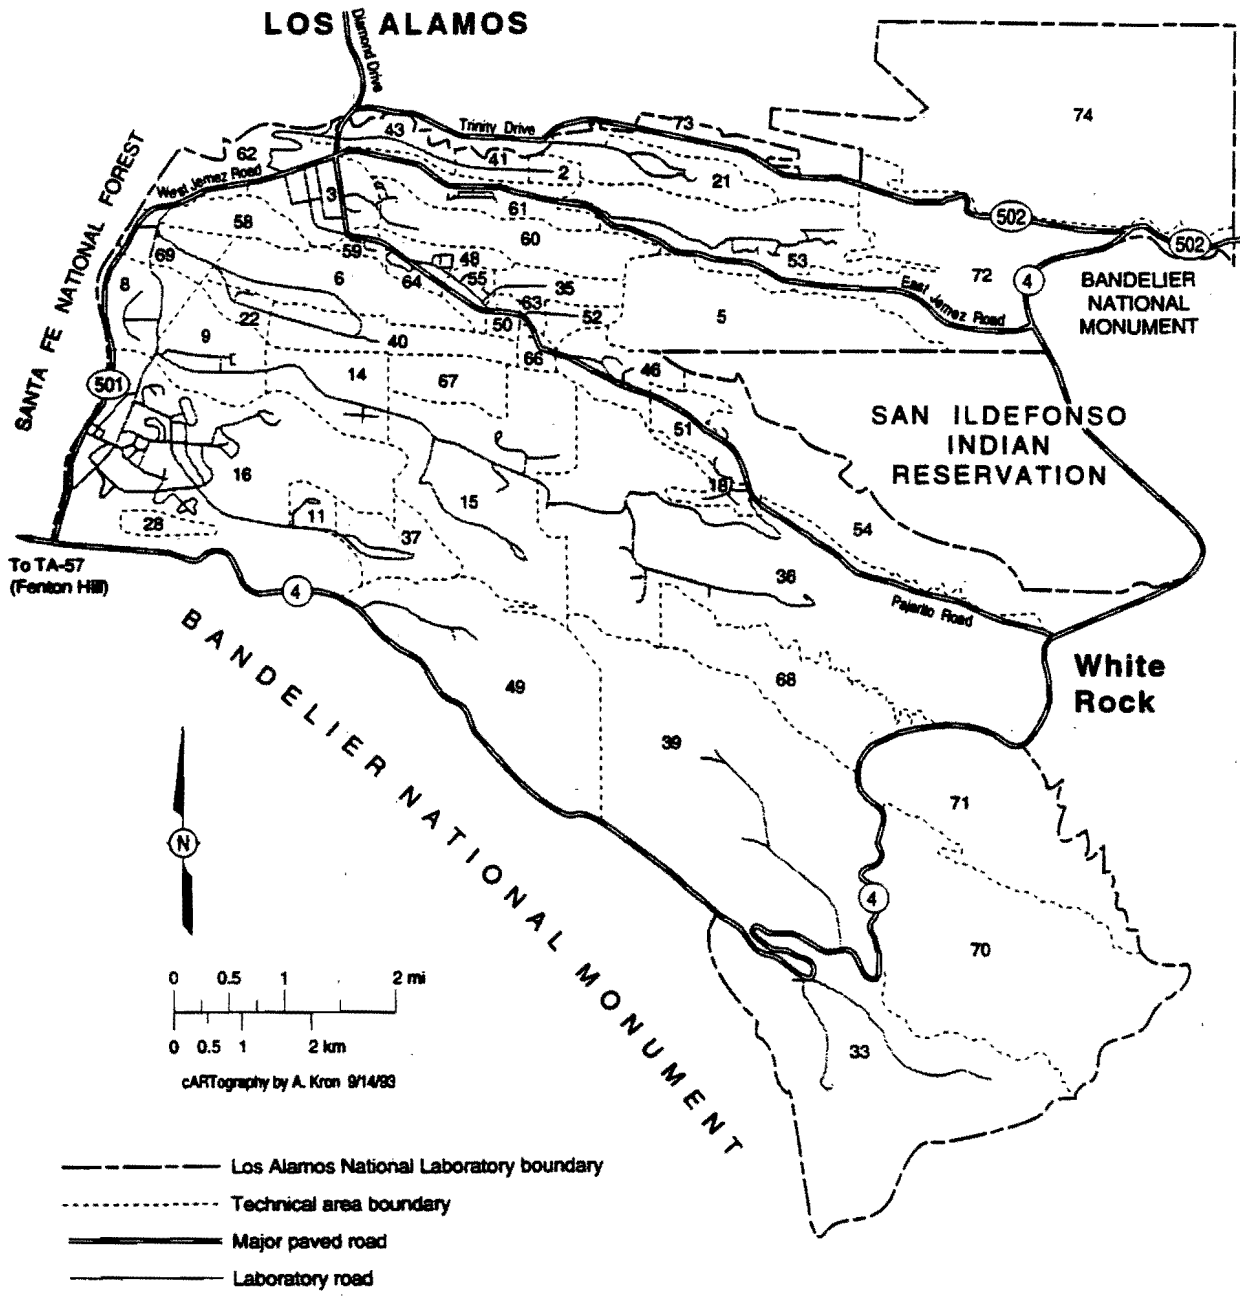 LOS ALAMOS
Diamond Drive
74
73
43
Trinity Drive
62
41
2
21
West Jemez Road
3
SANTA FE NATIONAL FOREST
58
61
502
60
502
59
69
48
53
72
8
6
64
55
35
4
BANDELIER
NATIONAL
MONUMENT
East Jemez Road
63
22
50
52
5
9
40
66
14
67
46
501
51
SAN ILDEFONSO
INDIAN
RESERVATION
16
18
15
11
28
37
54
To TA-57
(Fenton Hill)
4
36
Pajarito Road
BANDELIER NATIONAL MONUMENT
White
Rock
49
68
39
71
N
4
70
0 0.5 1 2 mi
0 0.5 1 2 km
33
cARTography by A. Kron 9/14/93
Los Alamos National Laboratory boundary
Technical area boundary
Major paved road
Laboratory road